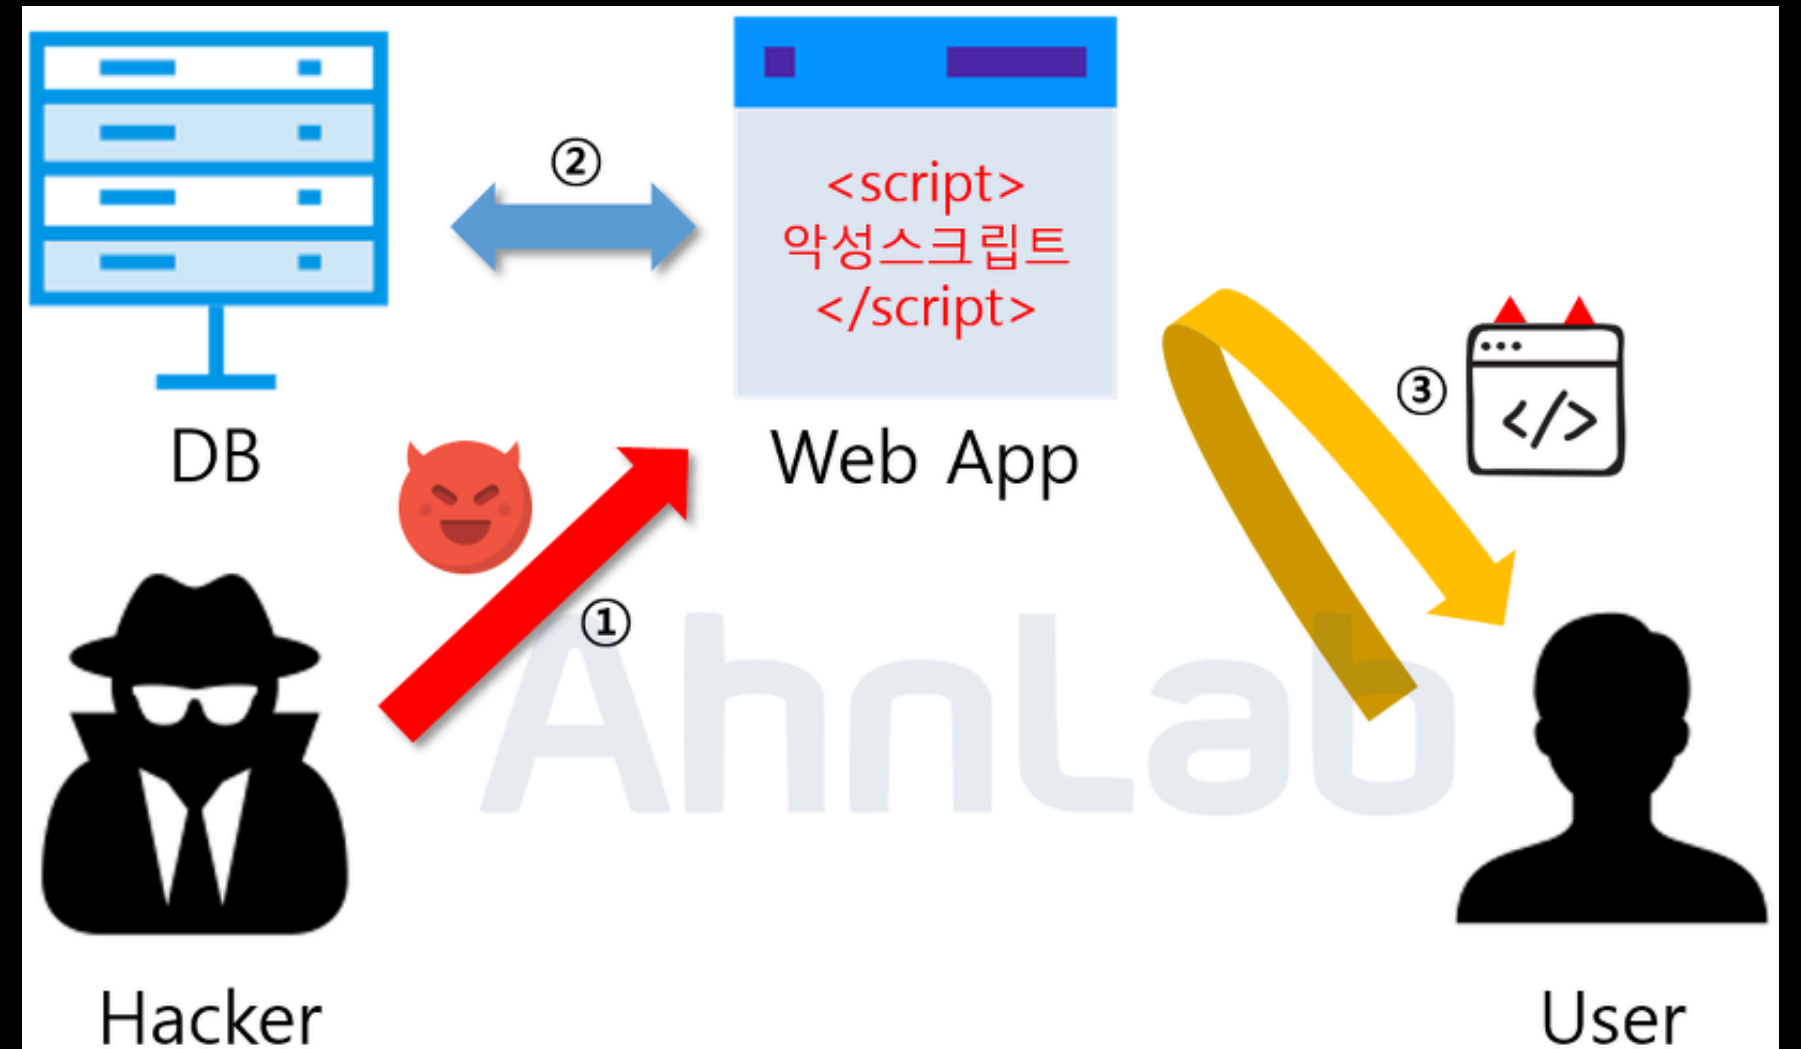 ②
<script>
악성스크립트
</script>
③
DB
Web App
①
AhnLab
</>
Hacker
User